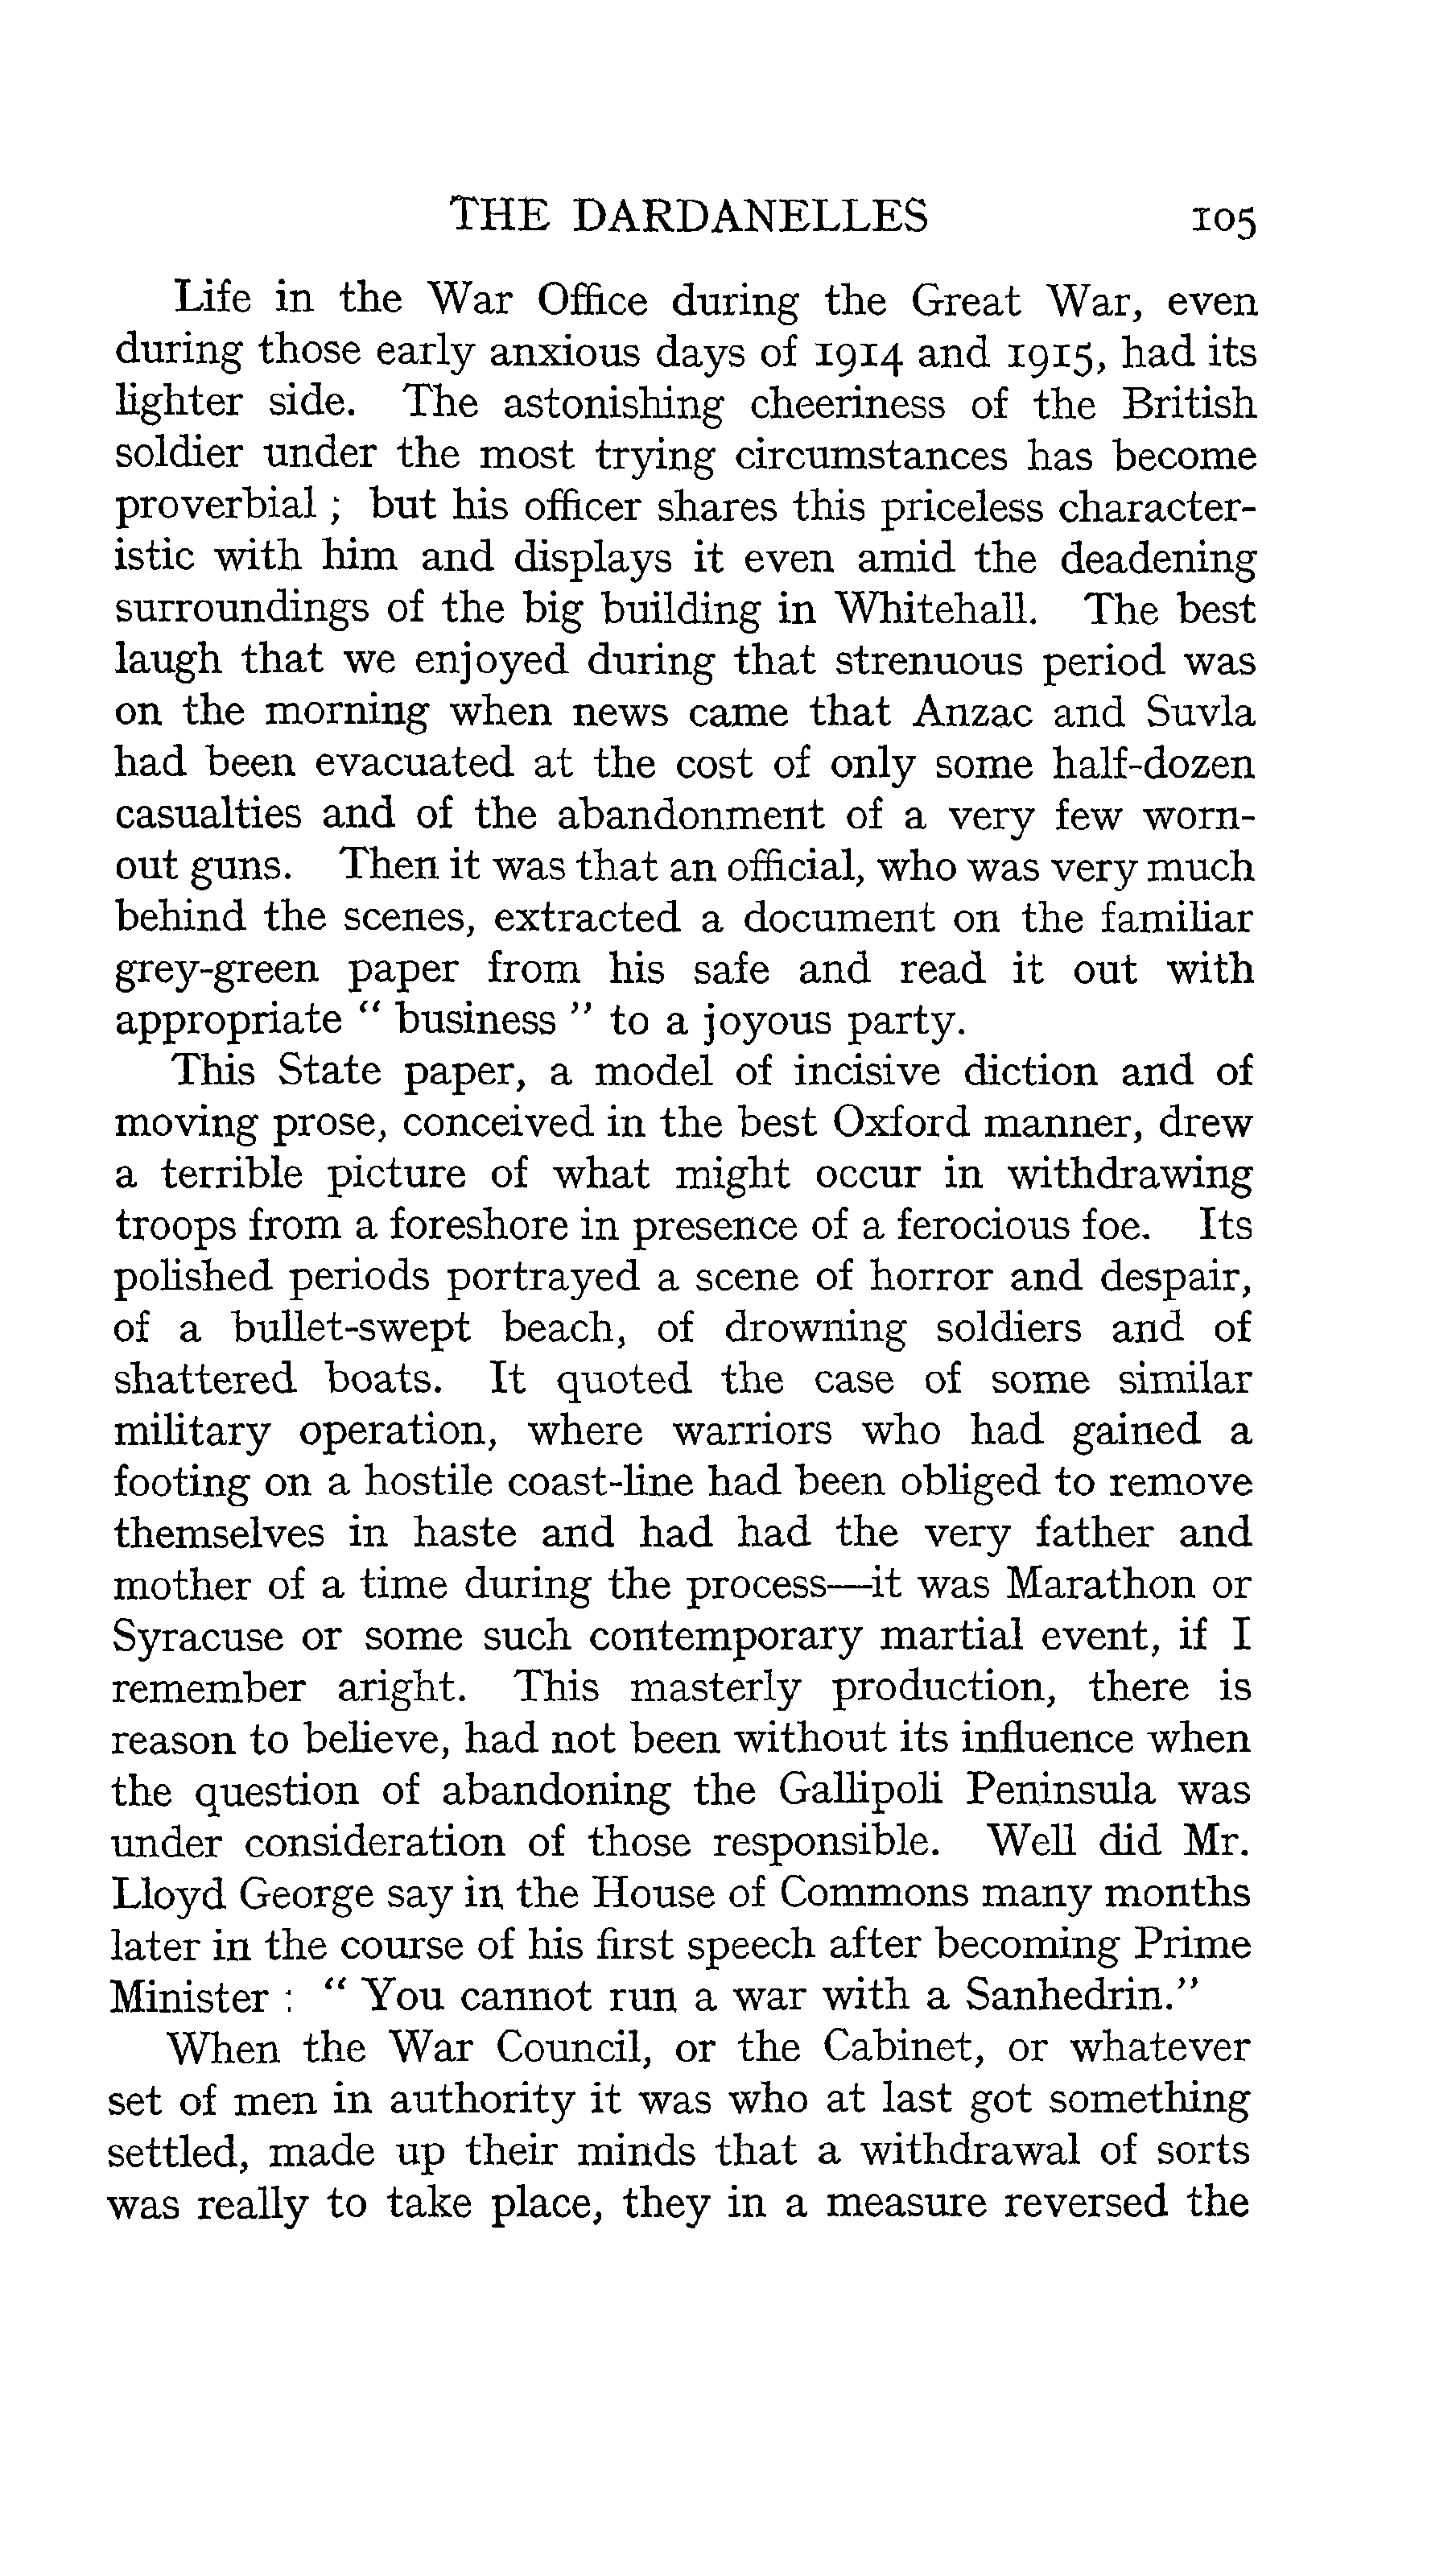 THE DARDANELLES 105
Life in the War Office during the Great War, even
during those early anxious days of 1914 and 1915, had its
lighter side. The astonishing cheeriness of the British
soldier under the most trying circumstances has become
proverbial ; but his officer shares this priceless character-
istic with him and displays it even amid the deadening
surroundings of the big building in Whitehall. The best
laugh that we enjoyed during that strenuous period was
on the morning when news came that Anzac and Suvla
had been evacuated at the cost of only some half-dozen
casualties and of the abandonment of a very few worn-
out guns. Then it was that an official, who was very much
behind the scenes, extracted a document on the familiar
grey-green paper from his safe and read it out with
appropriate “ business ” to a joyous party.
This State paper, a model of incisive diction and of
moving prose, conceived in the best Oxford manner, drew
a terrible picture of what might occur in withdrawing
troops from a foreshore in presence of a ferocious foe. Its
polished periods portrayed a scene of horror and despair,
of a bullet-swept beach, of drowning soldiers and of
shattered boats. It quoted the case of some similar
military operation, where warriors who had gained a
footing on a hostile coast-line had been obliged to remove
themselves in haste and had had the very father and
mother of a time during the process—it was Marathon or
Syracuse or some such contemporary martial event, if I
remember aright. This masterly production, there is
reason to believe, had not been without its influence when
the question of abandoning the Gallipoli Peninsula was
under consideration of those responsible. Well did Mr.
Lloyd George say in the House of Commons many months
later in the course of his first speech after becoming Prime
Minister : “ You cannot run a war with a Sanhedrin.”
When the War Council, or the Cabinet, or whatever
set of men in authority it was who at last got something
settled, made up their minds that a withdrawal of sorts
was really to take place, they in a measure reversed the